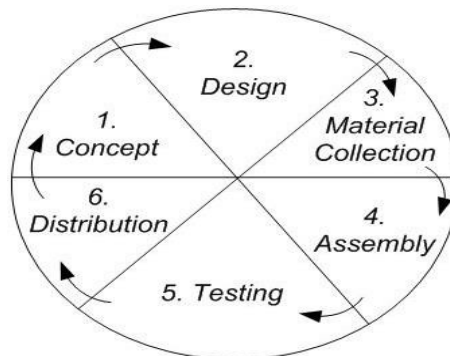 1.
Concept
2.
Design
3.
Material
Collection
4.
Assembly
5. Testing
6.
Distribution